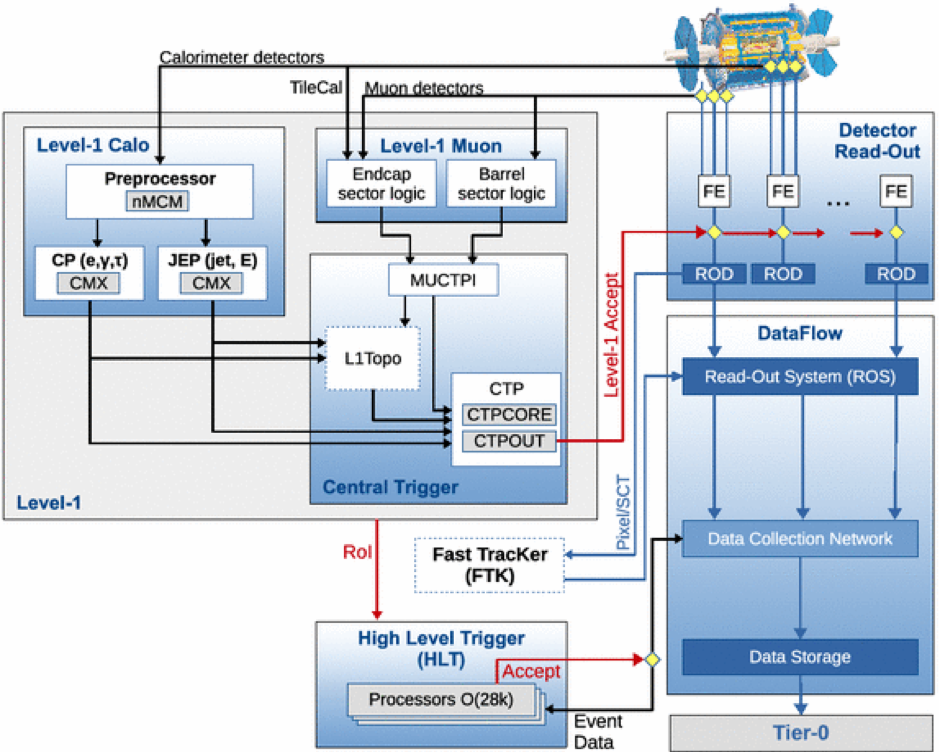 Calorimeter detectors
TileCal
Muon detectors
Level-1 Calo
Preprocessor
nMCM
CP (e,γ,τ)
CMX
JEP (jet, E)
CMX
Level-1 Muon
Endcap
sector logic
Barrel
sector logic
MUCTPI
L1Topo
CTP
CTPCORE
CTPOUT
Central Trigger
Level-1
Level-1 Accept
Detector
Read-Out
FE
FE
...
FE
ROD
ROD
ROD
DataFlow
Read-Out System (ROS)
Pixel/SCT
Data Collection Network
Data Storage
Tier-0
RoI
Fast TracKer
(FTK)
High Level Trigger
(HLT)
Accept
Processors O(28k)
Event
Data